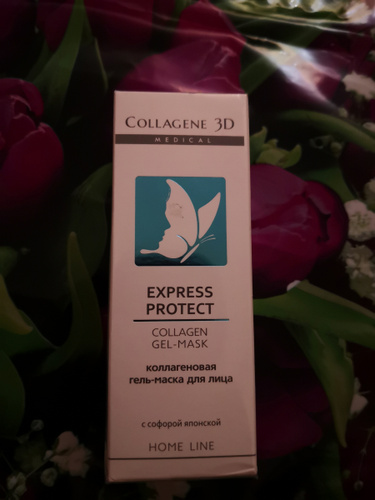 COLLAGENE 3D
MEDICAL
EXPRESS
PROTECT
COLLAGEN
GEL-MASK
коллагеновая
гель-маска для лица
с софорой японской
HOME LINE